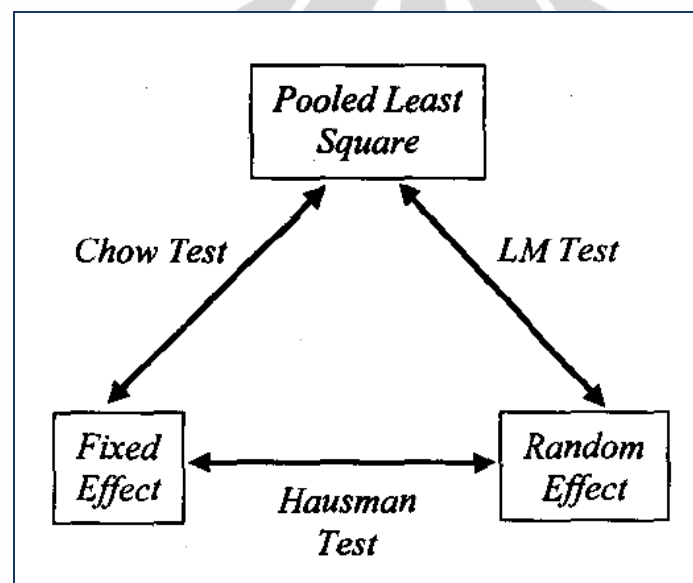 Pooled Least
Square
Chow Test
LM Test
Fixed
Effect
Hausman
Test
Random
Effect